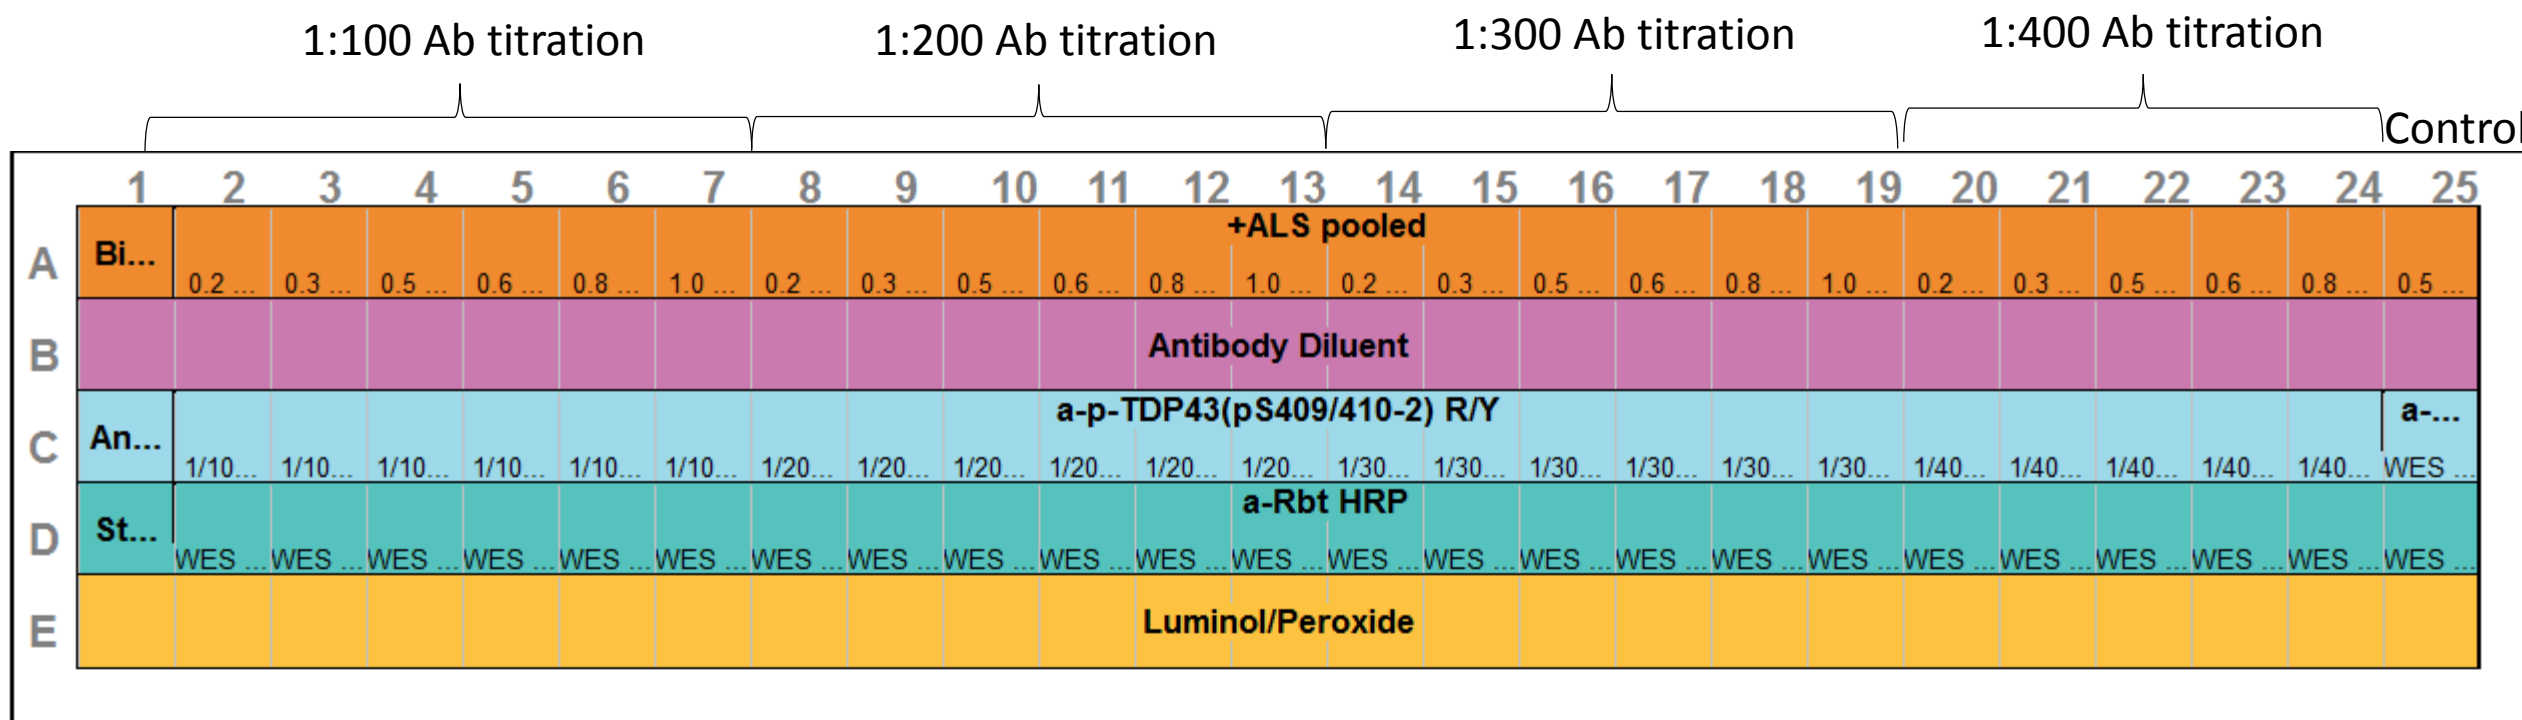 1:100 Ab titration 1:200 Ab titration 1:300 Ab titration 1:400 Ab titration
Control
1 2 3 4 5 6 7 8 9 10 11 12 13 14 15 16 17 18 19 20 21 22 23 24 25
+ALS pooled
A Bi...
0.2 ... 0.3 ... 0.5 ... 0.6 ... 0.8 ... 1.0 ... 0.2 ... 0.3 ... 0.5 ... 0.6 ... 0.8 ... 1.0 ... 0.2 ... 0.3 ... 0.5 ... 0.6 ... 0.8 ... 1.0 ... 0.2 ... 0.3 ... 0.5 ... 0.6 ... 0.8 ... 0.5 ...
B Antibody Diluent
a-p-TDP43(pS409/410-2) R/Y a-...
C An...
1/10... 1/10... 1/10... 1/10... 1/10... 1/10... 1/20... 1/20... 1/20... 1/20... 1/20... 1/20... 1/30... 1/30... 1/30... 1/30... 1/30... 1/30... 1/40... 1/40... 1/40... 1/40... 1/40... WES ...
a-Rbt HRP
D St...
WES ... WES ... WES ... WES ... WES ... WES ... WES ... WES ... WES ... WES ... WES ... WES ... WES ... WES ... WES ... WES ... WES ... WES ... WES ... WES ... WES ... WES ... WES ... WES ...
E Luminol/Peroxide